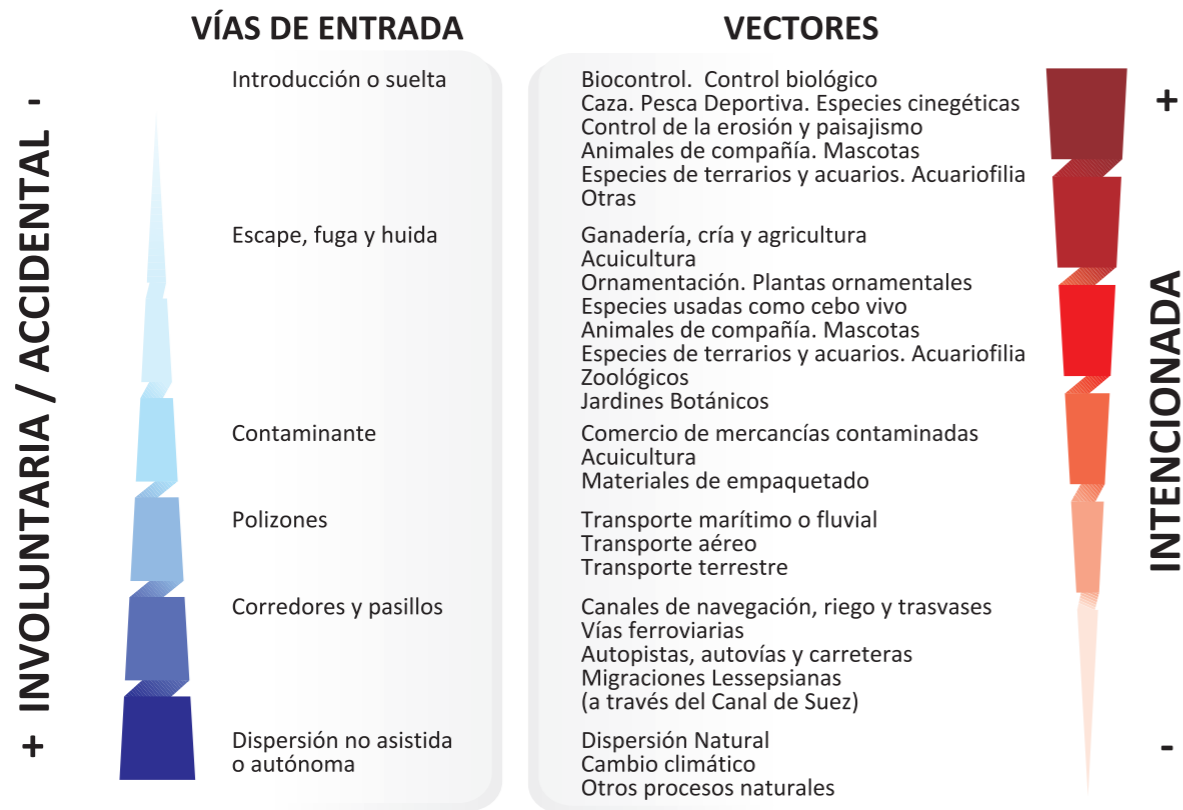 VÍAS DE ENTRADA
VECTORES
- INVOLUNTARIA / ACCIDENTAL +
Introducción o suelta
Biocontrol. Control biológico
Caza. Pesca Deportiva. Especies cinegéticas
Control de la erosión y paisajismo
Animales de compañía. Mascotas
Especies de terrarios y acuarios. Acuariofilia
Otras
Escape, fuga y huida
Ganadería, cría y agricultura
Acuicultura
Ornamentación. Plantas ornamentales
Especies usadas como cebo vivo
Animales de compañía. Mascotas
Especies de terrarios y acuarios. Acuariofilia
Zoológicos
Jardines Botánicos
Contaminante
Comercio de mercancías contaminadas
Acuicultura
Materiales de empaquetado
Polizones
Transporte marítimo o fluvial
Transporte aéreo
Transporte terrestre
Corredores y pasillos
Canales de navegación, riego y trasvases
Vías ferroviarias
Autopistas, autovías y carreteras
Migraciones Lessepsianas
(a través del Canal de Suez)
Dispersión no asistida
o autónoma
Dispersión Natural
Cambio climático
Otros procesos naturales
+
INTENCIONADA
-